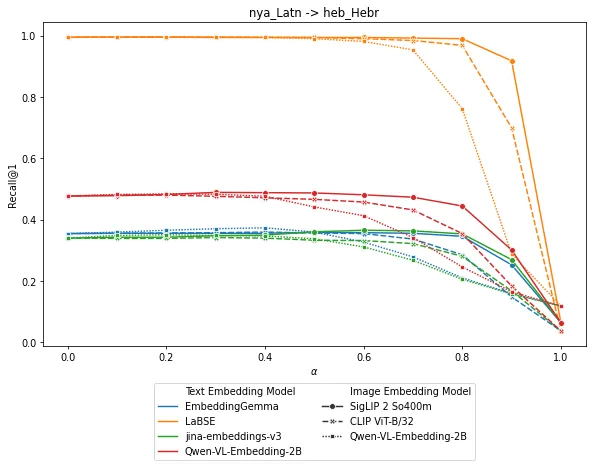 nya_Latn -> heb_Hebr
Recall@1
1.0
0.8
0.6
0.4
0.2
0.0
0.0 0.2 0.4 0.6 0.8 1.0
α
Text Embedding Model
EmbeddingGemma
LaBSE
jina-embeddings-v3
Qwen-VL-Embedding-2B
Image Embedding Model
SigLIP 2 So400m
CLIP ViT-B/32
Qwen-VL-Embedding-2B